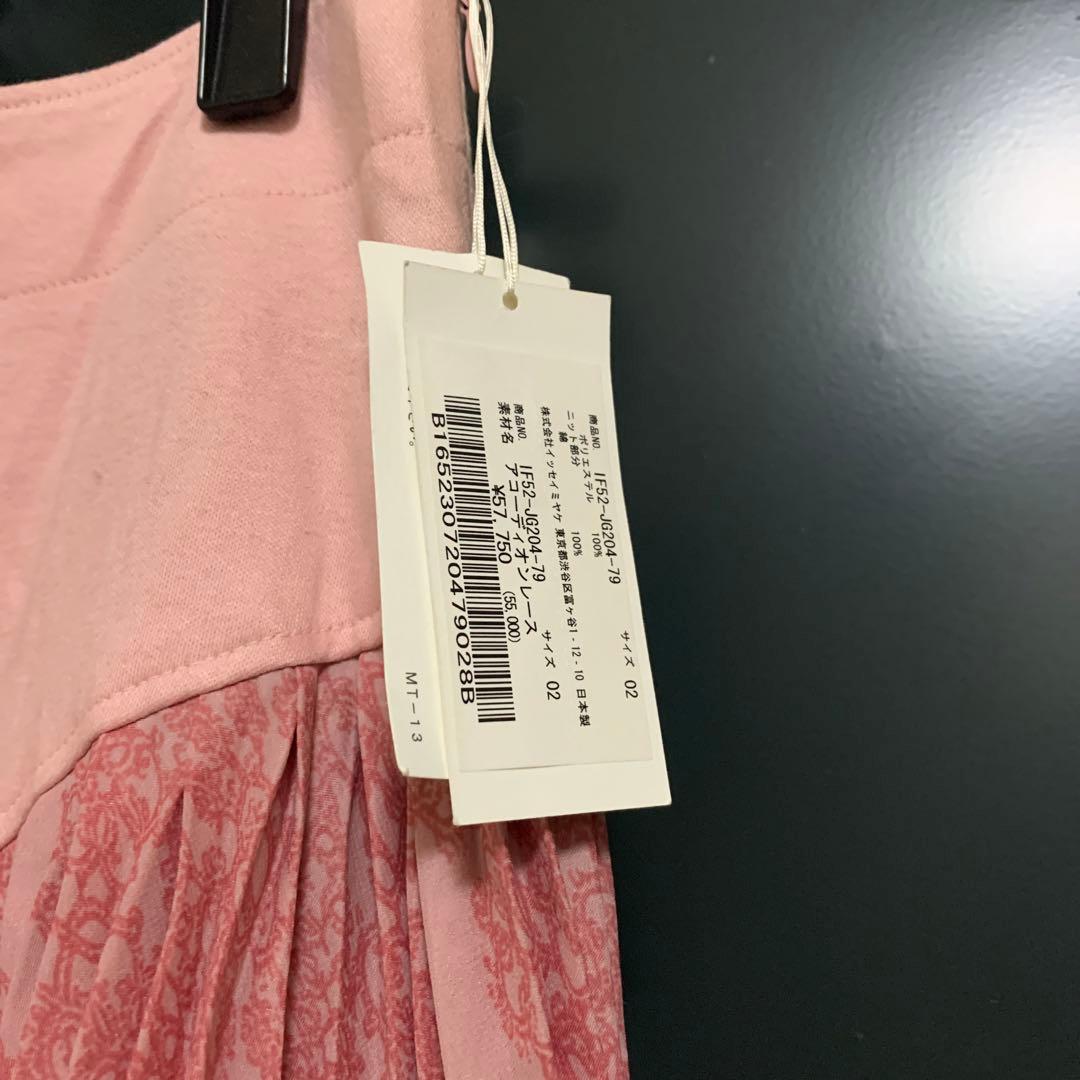 商品NO. IF52-JG204-79 サイズ 02
ポリエステル 100%
ニット部分
綿 100%
株式会社イッセイ ミヤケ 東京都渋谷区富ヶ谷1-12-10 日本製
商品NO. IF52-JG204-79 サイズ 02
素材名 アコーディオンレース
¥57,750 (55,000)
B165230720479028B
さい。
MT-13